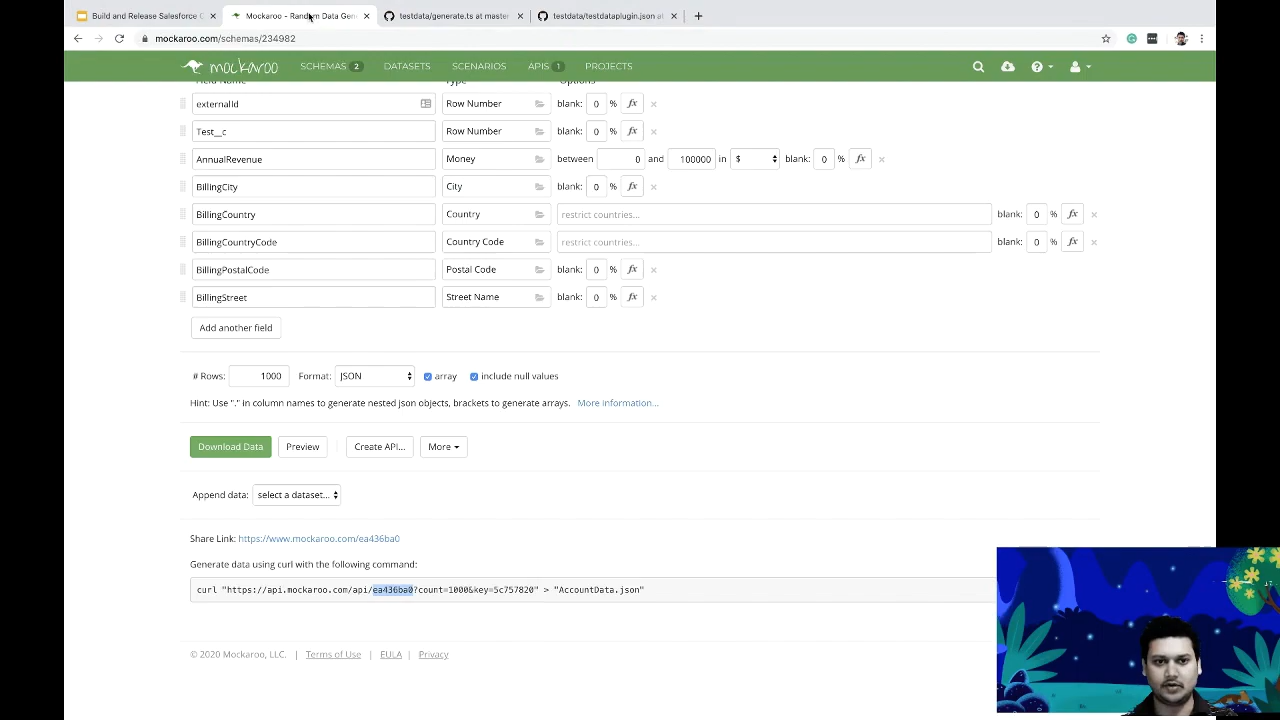 Build and Release Salesforce C
Mockaroo - Random Data Gene
testdata/generate.ts at master
testdata/testdataplugin.json at
mockaroo.com/schemas/234982
mockaroo SCHEMAS 2 DATASETS SCENARIOS APIS 1 PROJECTS
externalId Row Number blank: 0 % fx
Test__c Row Number blank: 0 % fx
AnnualRevenue Money between 0 and 100000 in $ blank: 0 % fx
BillingCity City blank: 0 % fx
BillingCountry Country restrict countries... blank: 0 % fx
BillingCountryCode Country Code restrict countries... blank: 0 % fx
BillingPostalCode Postal Code blank: 0 % fx
BillingStreet Street Name blank: 0 % fx
Add another field
# Rows: 1000 Format: JSON array include null values
Hint: Use "." in column names to generate nested json objects, brackets to generate arrays. More information...
Download Data Preview Create API... More
Append data: select a dataset...
Share Link: https://www.mockaroo.com/ea436ba0
Generate data using curl with the following command:
curl "https://api.mockaroo.com/api/ea436ba0?count=1000&key=5c757820" > "AccountData.json"
© 2020 Mockaroo, LLC. | Terms of Use | EULA | Privacy